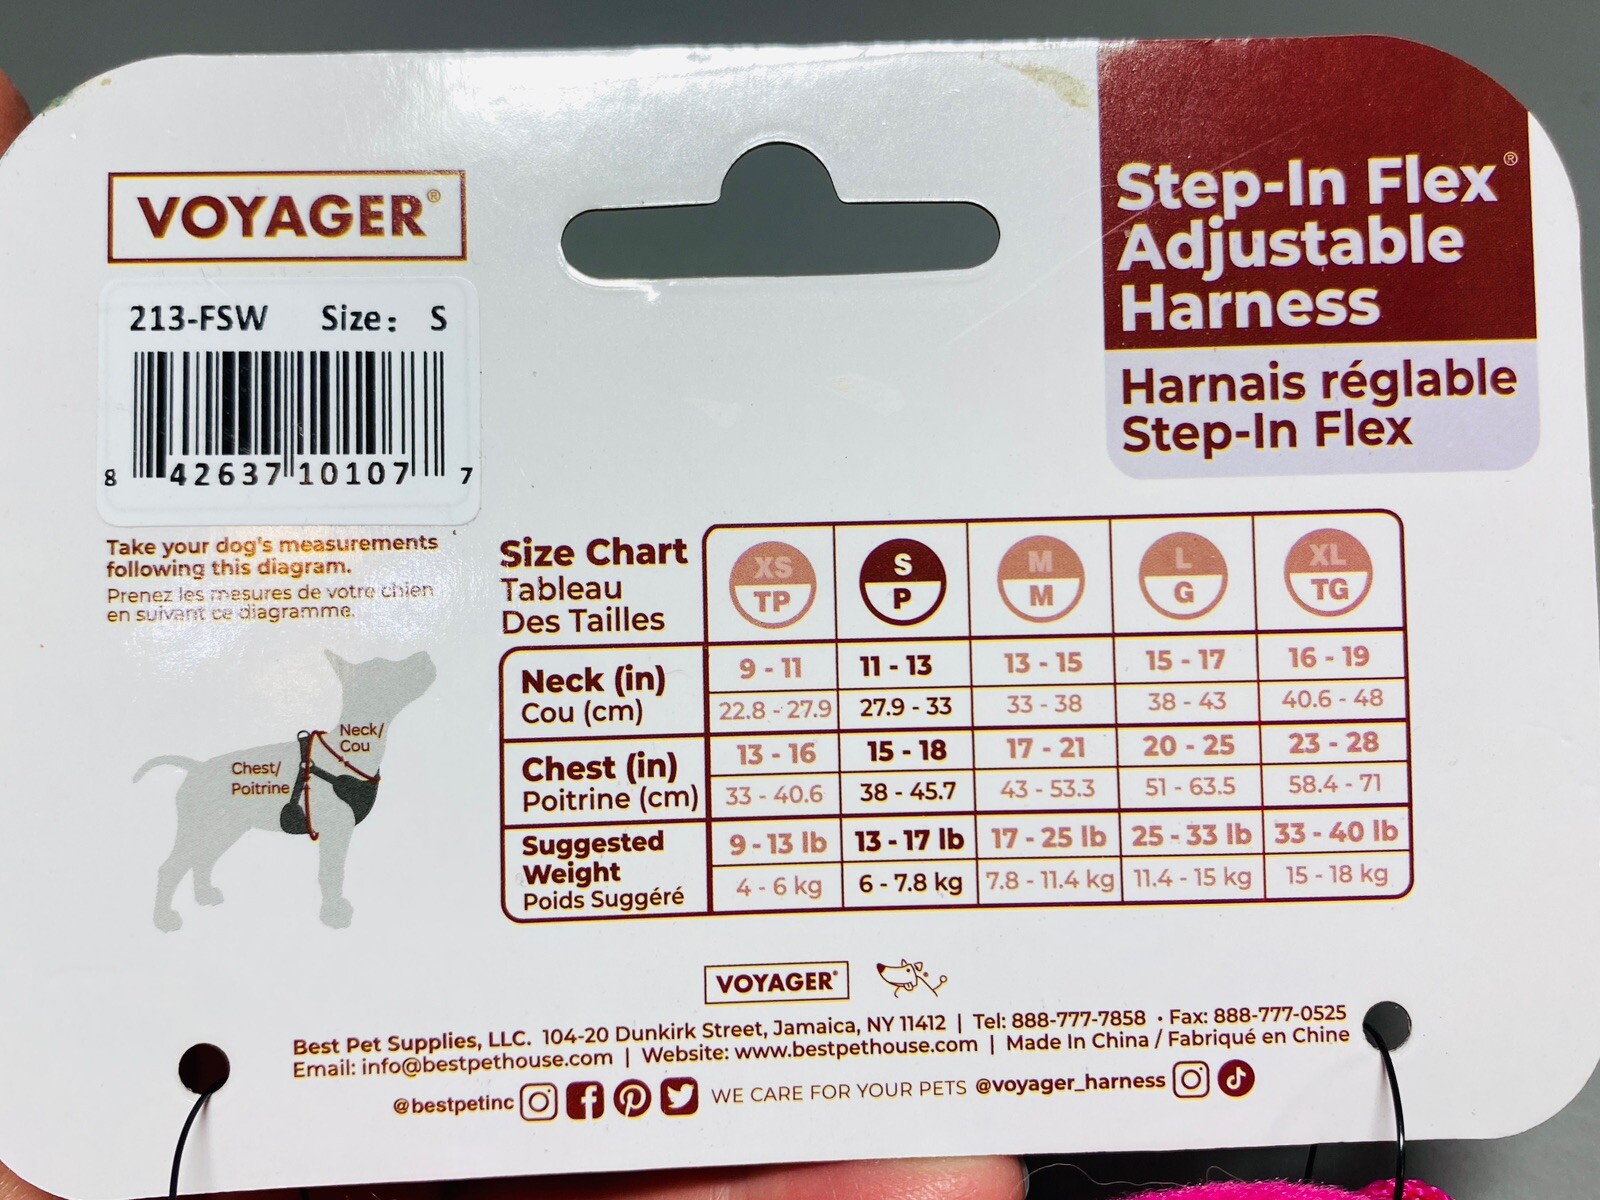 VOYAGER®
213-FSW Size: S
8 42637 10107 7
Step-In Flex®
Adjustable
Harness
Harnais réglable
Step-In Flex
Take your dog's measurements
following this diagram.
Prenez les mesures de votre chien
en suivant ce diagramme.
Neck/
Cou
Chest/
Poitrine
Size Chart
Tableau
Des Tailles
XS S M L XL
TP P M G TG
Neck (in) 9 - 11 11 - 13 13 - 15 15 - 17 16 - 19
Cou (cm) 22.8 - 27.9 27.9 - 33 33 - 38 38 - 43 40.6 - 48
Chest (in) 13 - 16 15 - 18 17 - 21 20 - 25 23 - 28
Poitrine (cm) 33 - 40.6 38 - 45.7 43 - 53.3 51 - 63.5 58.4 - 71
Suggested
Weight 9 - 13 lb 13 - 17 lb 17 - 25 lb 25 - 33 lb 33 - 40 lb
Poids Suggéré 4 - 6 kg 6 - 7.8 kg 7.8 - 11.4 kg 11.4 - 15 kg 15 - 18 kg
VOYAGER®
Best Pet Supplies, LLC. 104-20 Dunkirk Street, Jamaica, NY 11412 | Tel: 888-777-7858 • Fax: 888-777-0525
Email: info@bestpethouse.com | Website: www.bestpethouse.com | Made In China / Fabriqué en Chine
@bestpetinc WE CARE FOR YOUR PETS @voyager_harness